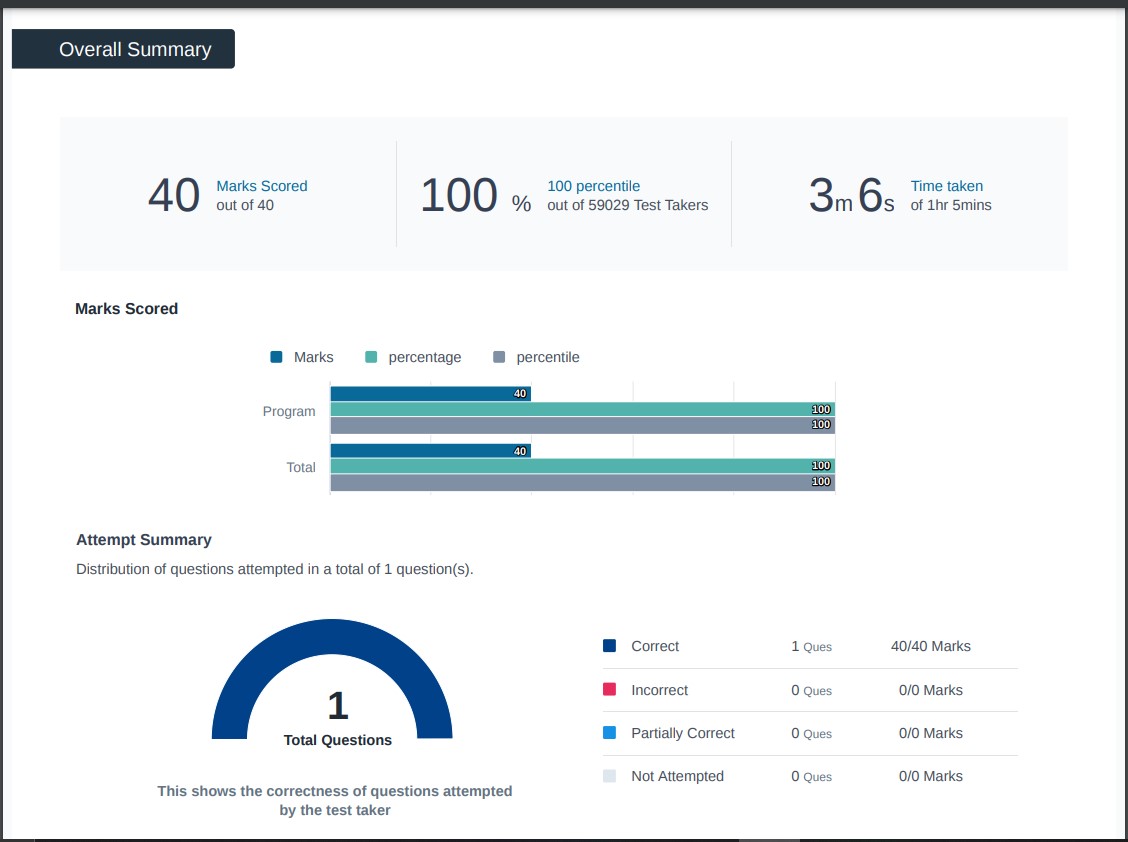 Overall Summary
40 Marks Scored
out of 40
100 % 100 percentile
out of 59029 Test Takers
3m 6s Time taken
of 1hr 5mins
Marks Scored
Marks percentage percentile
Program
40
100
100
Total
40
100
100
Attempt Summary
Distribution of questions attempted in a total of 1 question(s).
1
Total Questions
This shows the correctness of questions attempted
by the test taker
Correct 1 Ques 40/40 Marks
Incorrect 0 Ques 0/0 Marks
Partially Correct 0 Ques 0/0 Marks
Not Attempted 0 Ques 0/0 Marks